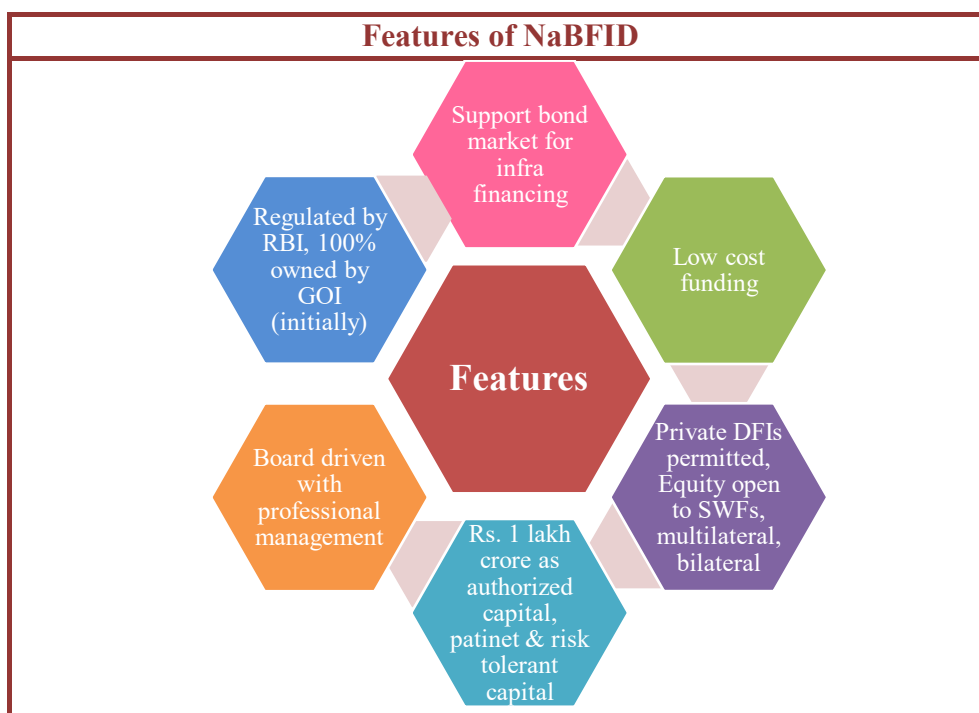 Features of NaBFID
Support bond
market for
infra
financing
Low cost
funding
Private DFIs
permitted,
Equity open
to SWFs,
multilateral,
bilateral
Rs. 1 lakh
crore as
authorized
capital,
patinet & risk
tolerant
capital
Board driven
with
professional
management
Regulated by
RBI, 100%
owned by
GOI
(initially)
Features